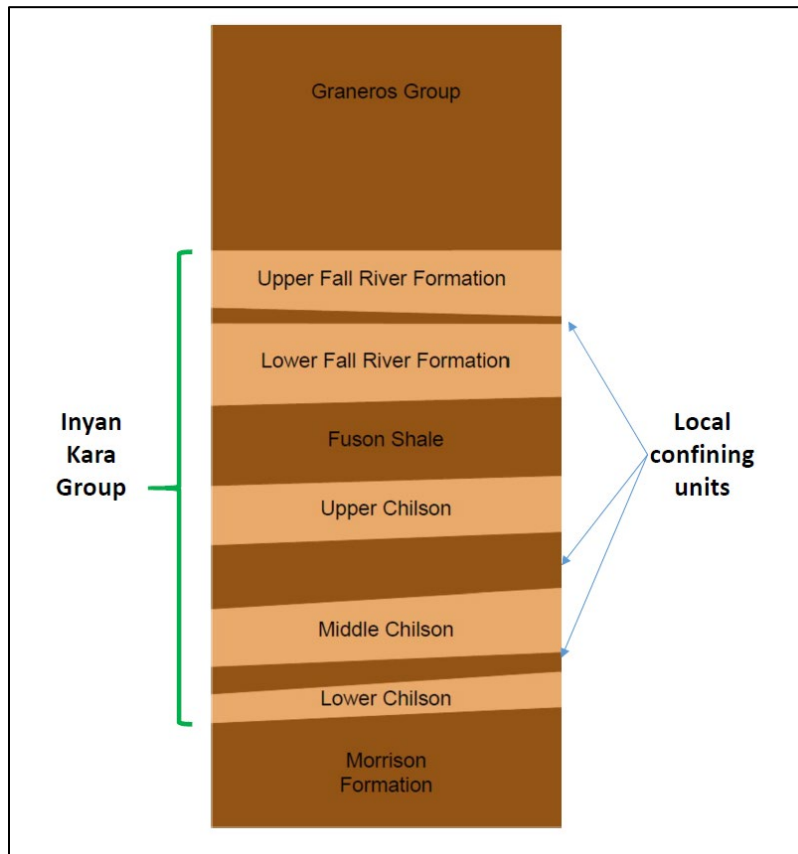 Graneros Group
Upper Fall River Formation
Lower Fall River Formation
Fuson Shale
Upper Chilson
Middle Chilson
Lower Chilson
Morrison
Formation
Inyan
Kara
Group
Local
confining
units